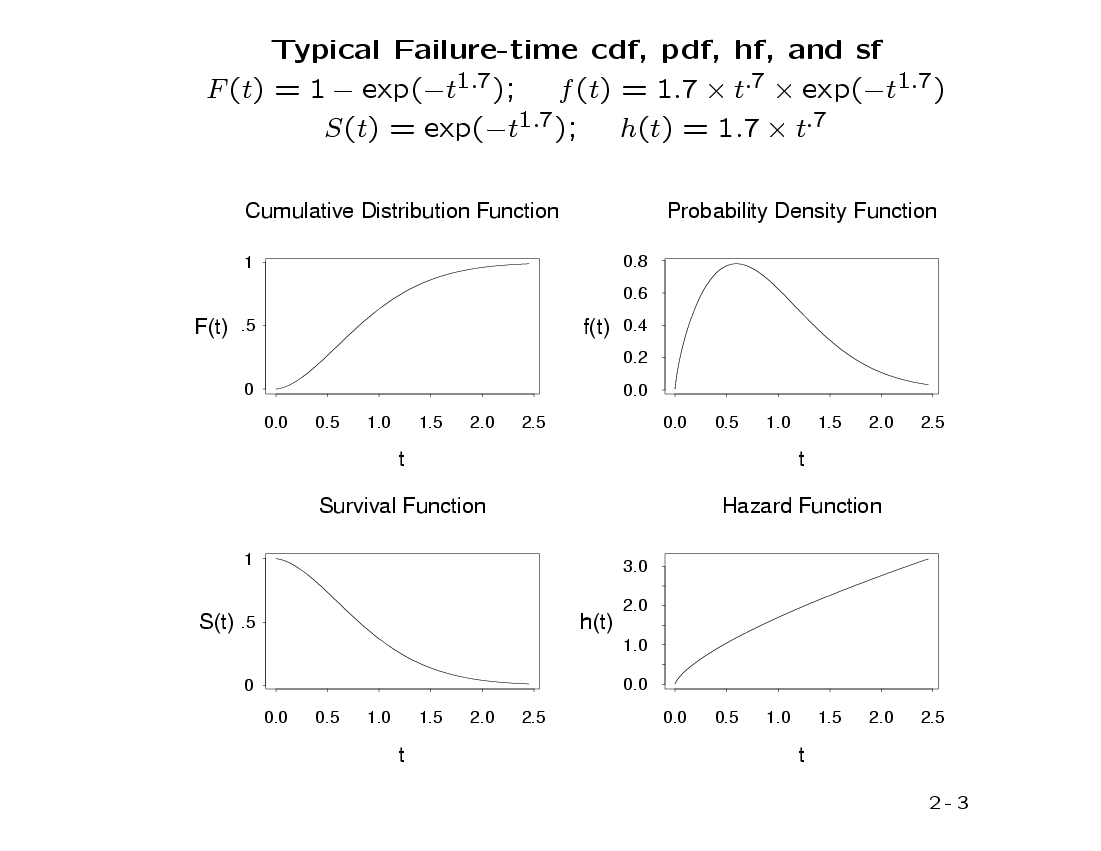 Typical Failure-time cdf, pdf, hf, and sf
F(t) = 1 − exp(−t^1.7);   f(t) = 1.7 × t^.7 × exp(−t^1.7)
S(t) = exp(−t^1.7);   h(t) = 1.7 × t^.7
Cumulative Distribution Function
1
F(t) .5
0
0.0 0.5 1.0 1.5 2.0 2.5
t
Probability Density Function
0.8
0.6
f(t) 0.4
0.2
0.0
0.0 0.5 1.0 1.5 2.0 2.5
t
Survival Function
1
S(t) .5
0
0.0 0.5 1.0 1.5 2.0 2.5
t
Hazard Function
3.0
2.0
h(t) 1.0
0.0
0.0 0.5 1.0 1.5 2.0 2.5
t
2 - 3